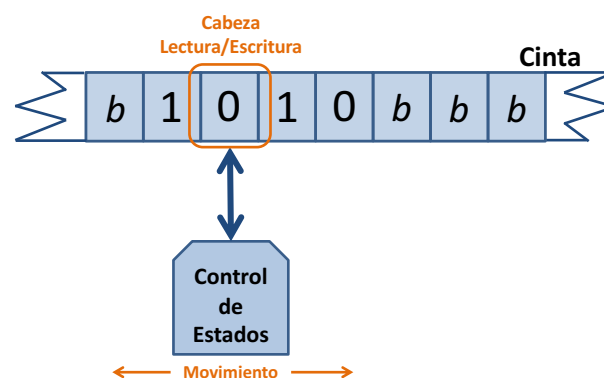 Cabeza
Lectura/Escritura
Cinta
b 1 0 1 0 b b b
Control
de
Estados
Movimiento